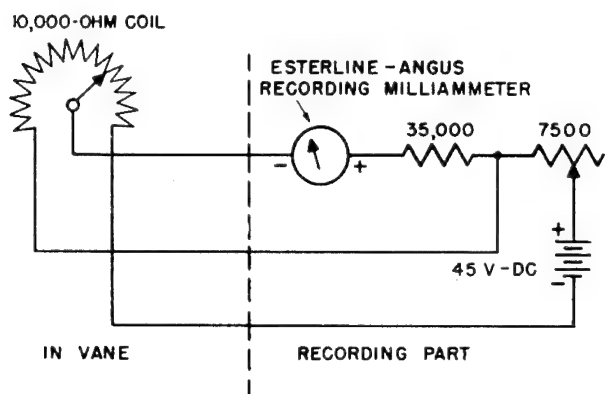 10,000-OHM COIL
ESTERLINE-ANGUS
RECORDING MILLIAMMETER
35,000
7500
- +
+
45 V-DC
-
IN VANE
RECORDING PART